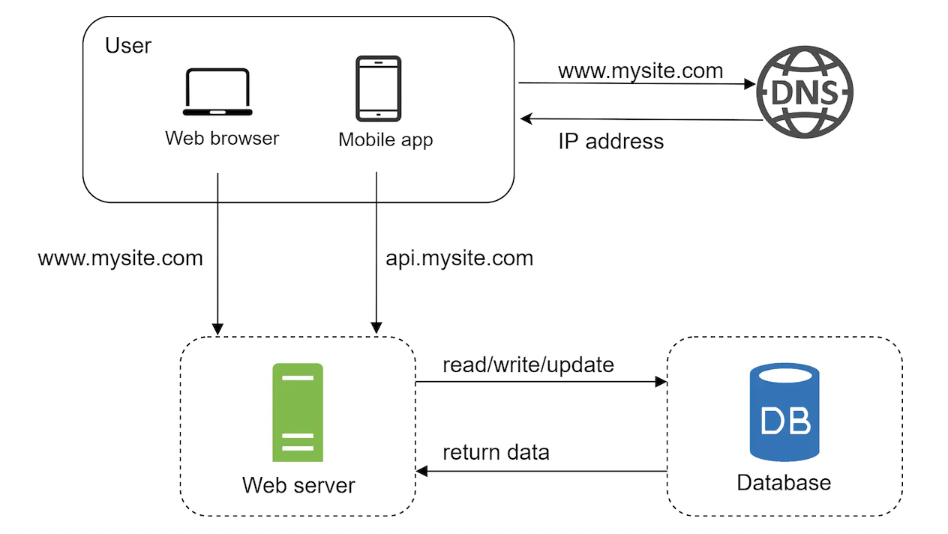 User
Web browser
Mobile app
www.mysite.com
DNS
IP address
www.mysite.com
api.mysite.com
read/write/update
return data
Web server
DB
Database